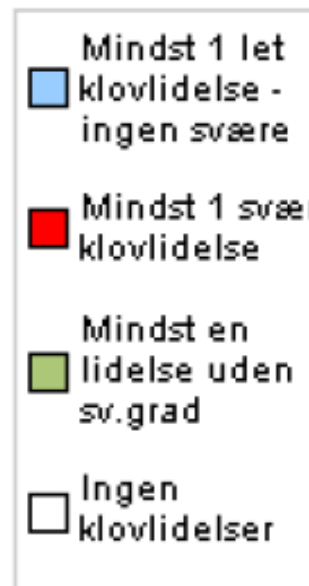 Mindst 1 let
klovlidelse -
ingen svære
Mindst 1 svær
klovlidelse
Mindst en
lidelse uden
sv.grad
Ingen
klovlidelser